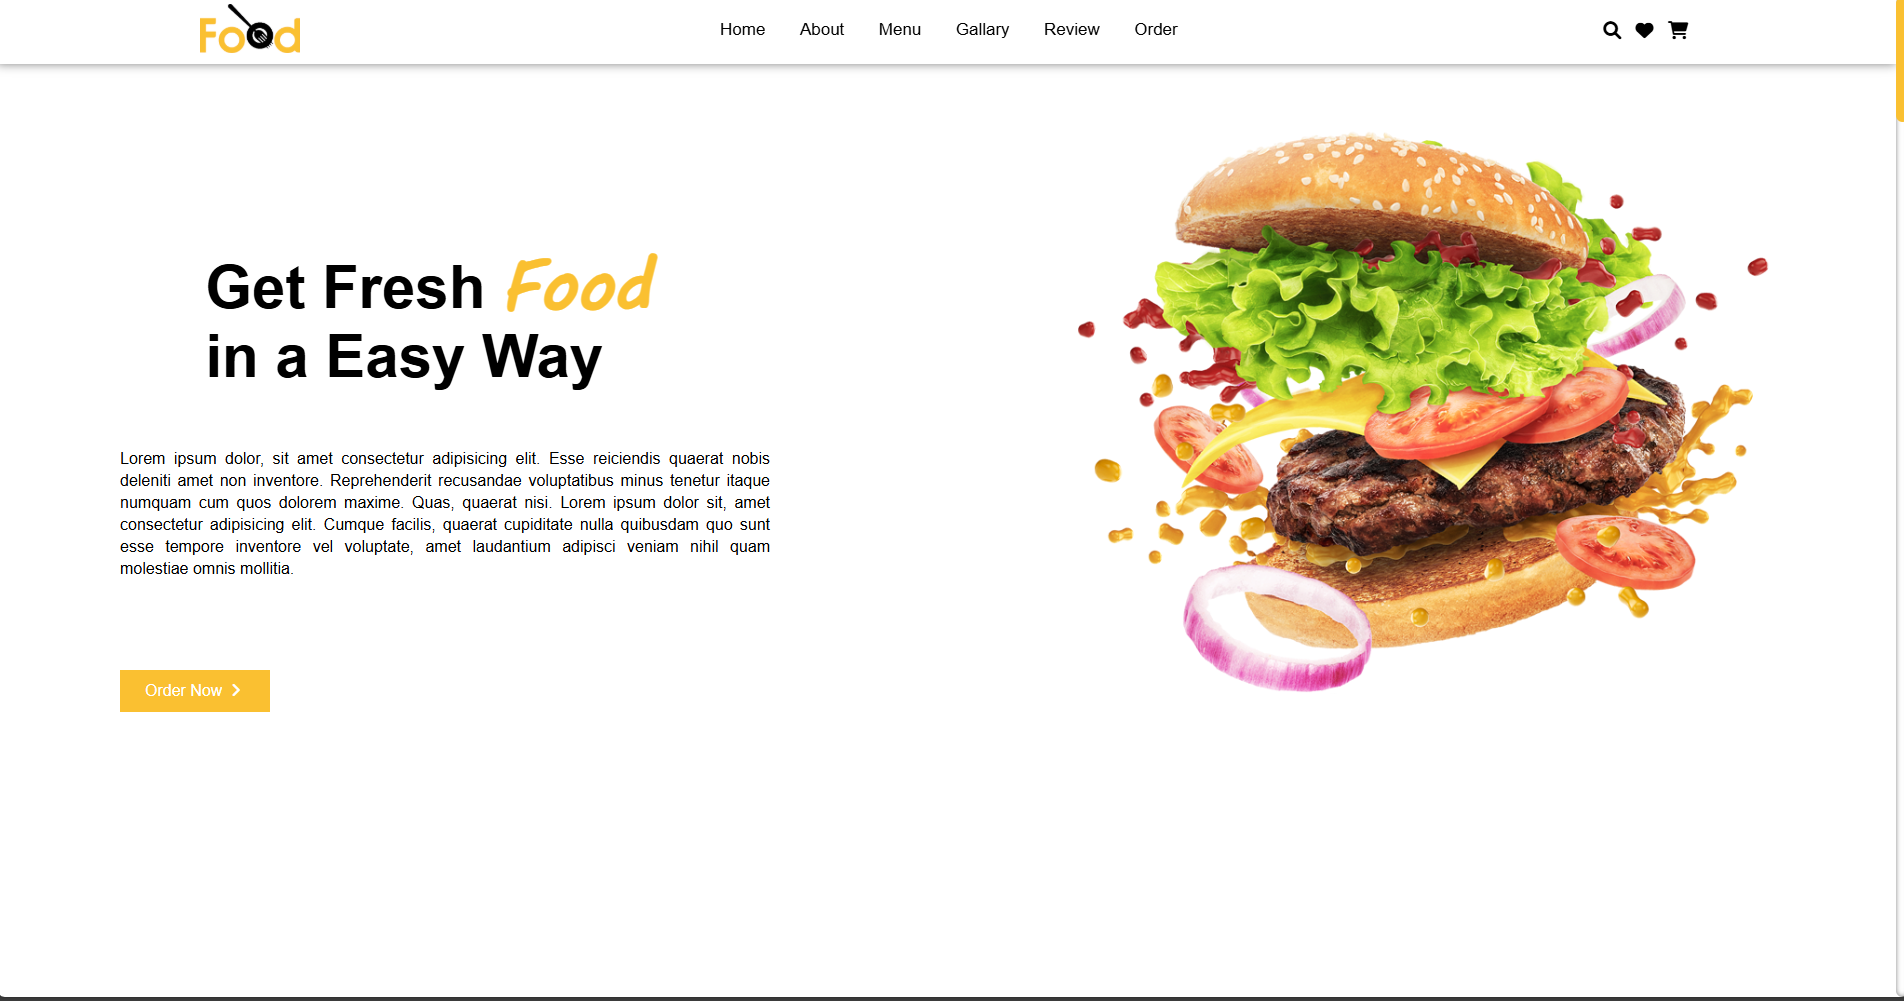 Food
Home About Menu Gallary Review Order
Get Fresh Food
in a Easy Way
Lorem ipsum dolor, sit amet consectetur adipisicing elit. Esse reiciendis quaerat nobis
deleniti amet non inventore. Reprehenderit recusandae voluptatibus minus tenetur itaque
numquam cum quos dolorem maxime. Quas, quaerat nisi. Lorem ipsum dolor sit, amet
consectetur adipisicing elit. Cumque facilis, quaerat cupiditate nulla quibusdam quo sunt
esse tempore inventore vel voluptate, amet laudantium adipisci veniam nihil quam
molestiae omnis mollitia.
Order Now